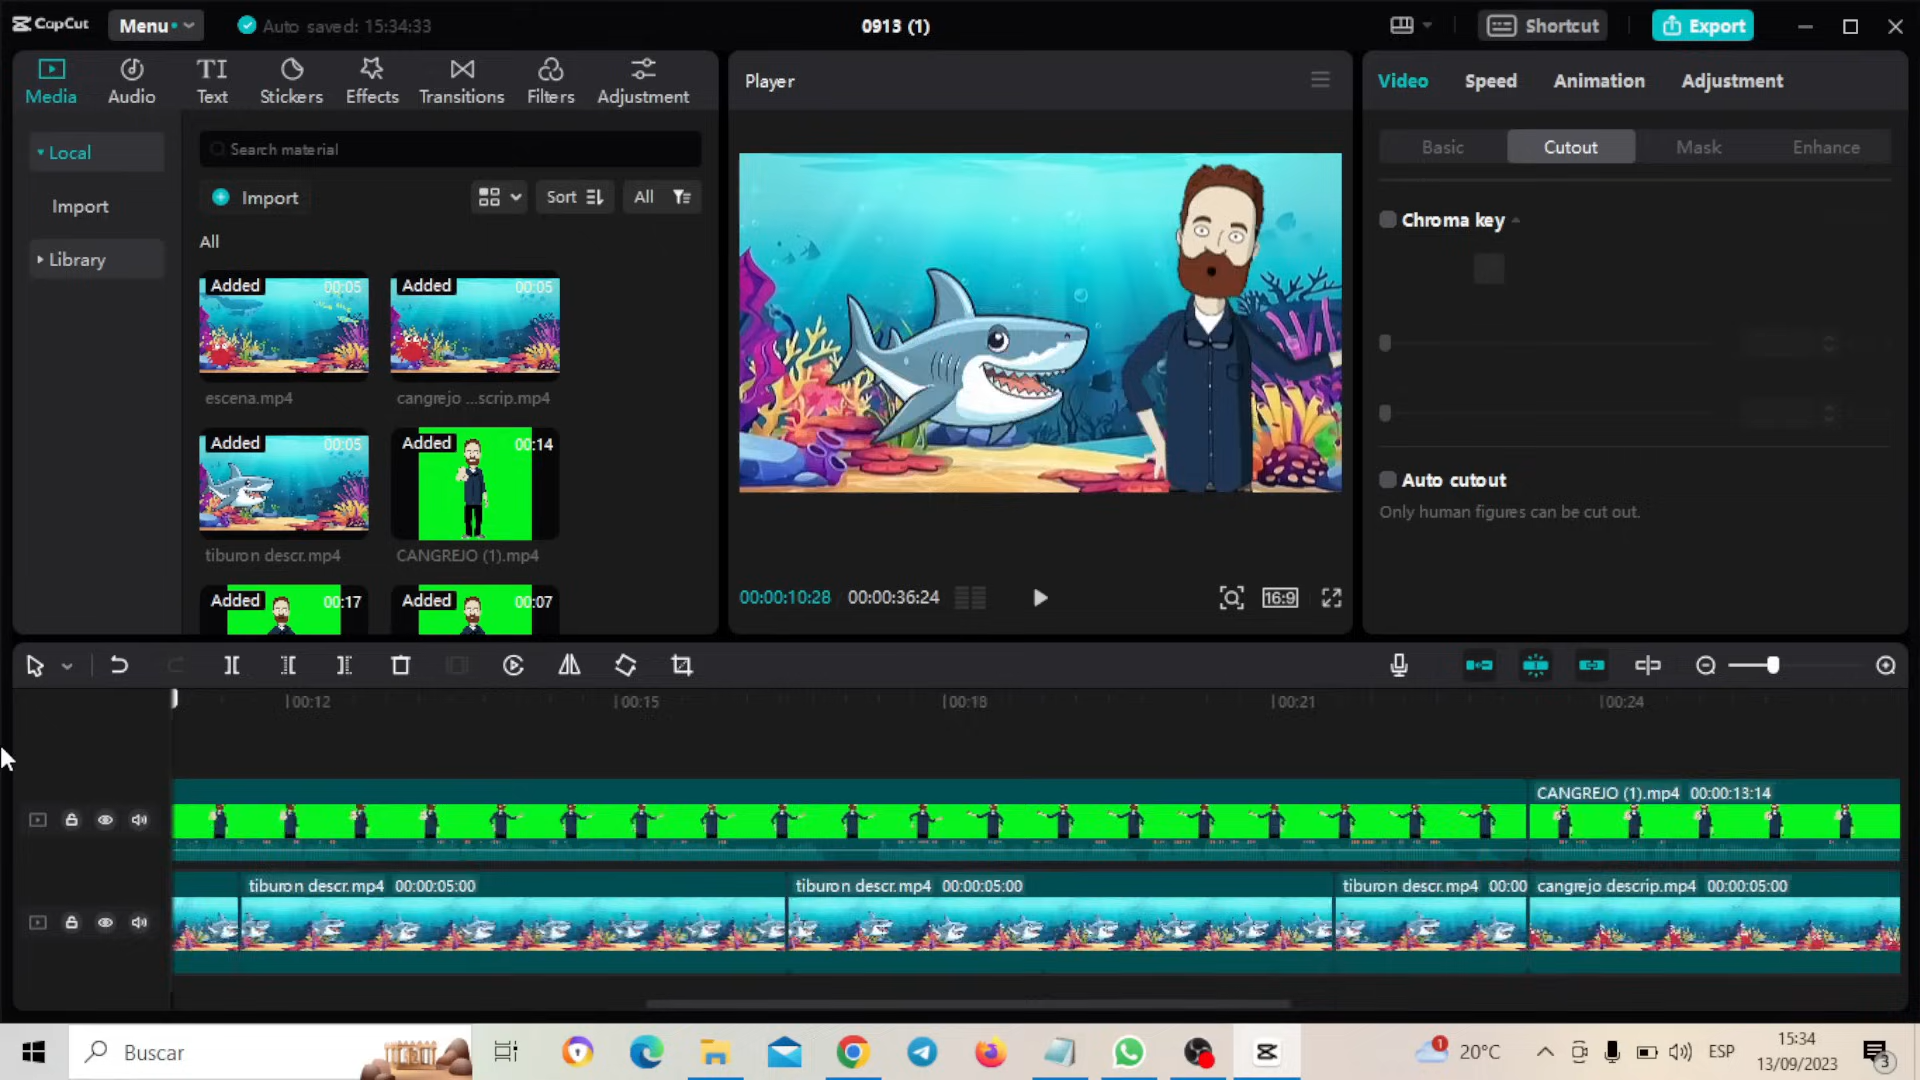 CapCut
Menu
Auto saved: 15:34:33
0913 (1)
Shortcut
Export
Media
Audio
TI
Text
Stickers
Effects
Transitions
Filters
Adjustment
Player
Video
Speed
Animation
Adjustment
Local
Import
Library
Search material
Import
Sort
All
All
Basic
Cutout
Mask
Enhance
Chroma key
Auto cutout
Only human figures can be cut out.
Added 00:05
escena.mp4
Added 00:05
cangrejo ...scrip.mp4
Added 00:05
tiburon descr.mp4
Added 00:14
CANGREJO (1).mp4
Added 00:17
Added 00:07
00:00:10:28 00:00:36:24
16:9
00:12
00:15
00:18
00:21
00:24
CANGREJO (1).mp4 00:00:13:14
tiburon descr.mp4 00:00:05:00
tiburon descr.mp4 00:00:05:00
tiburon descr.mp4 00:00
cangrejo descrip.mp4 00:00:05:00
Buscar
1
20°C
ESP
15:34
13/09/2023
3